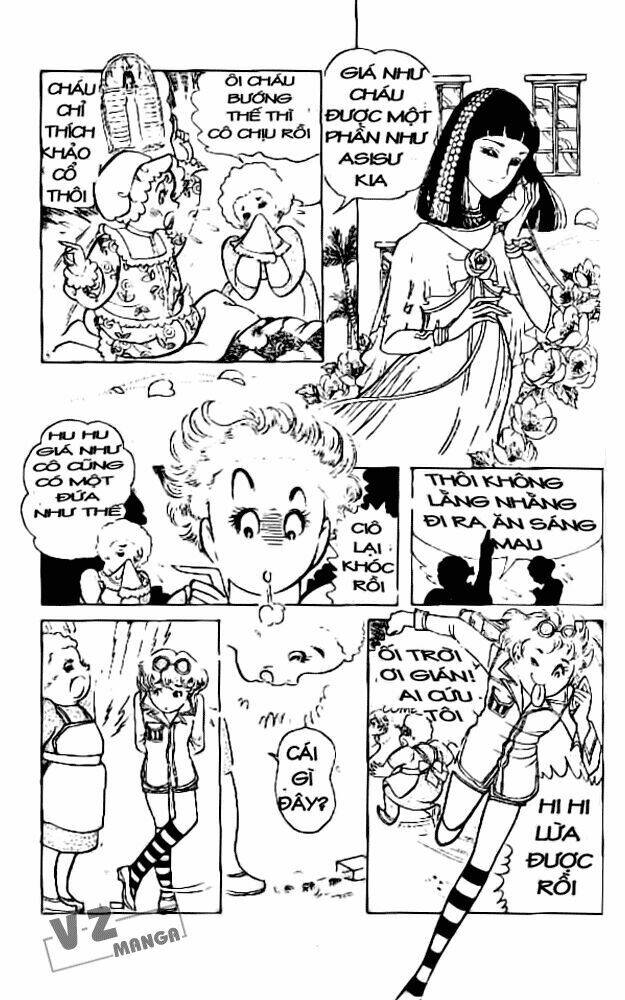 CHÁU
CHỈ
THÍCH
KHẢO
CỔ
THÔI
ÔI CHÁU
BƯỚNG
THẾ THÌ
CÔ CHỊU RỒI
GIÁ NHƯ
CHÁU
ĐƯỢC MỘT
PHẦN NHƯ
ASISƯ
KIA
HU HU
GIÁ NHƯ
CÔ CŨNG
CÓ MỘT
ĐỨA
NHƯ THẾ
CIÔ
LẠI
KHÓC
RỒI
THÔI KHÔNG
LẰNG NHẰNG
ĐI RA ĂN SÁNG
MAU
CÁI
GÌ
ĐÂY?
ỐI TRỜI
ƠI GIÁN!
AI CỨU
TÔI
HI HI
LỪA
ĐƯỢC
RỒI
V-Z
MANGA